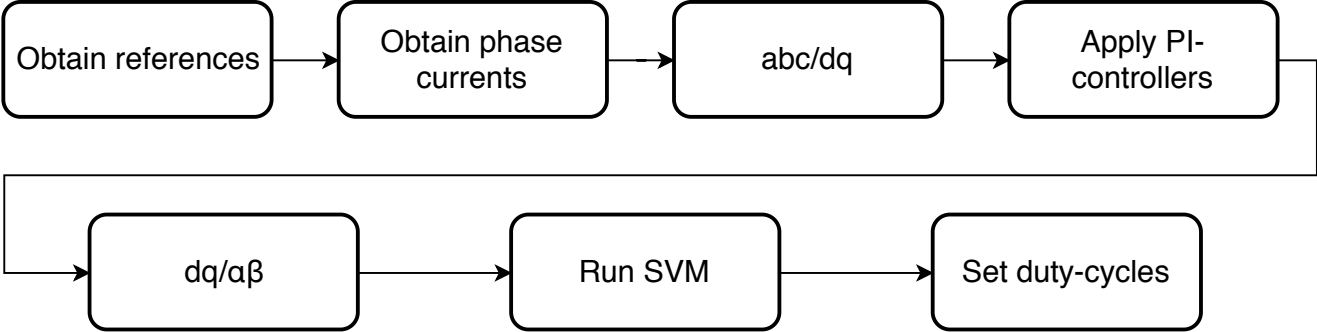 Obtain references
Obtain phase
currents
abc/dq
Apply PI-
controllers
dq/αβ
Run SVM
Set duty-cycles